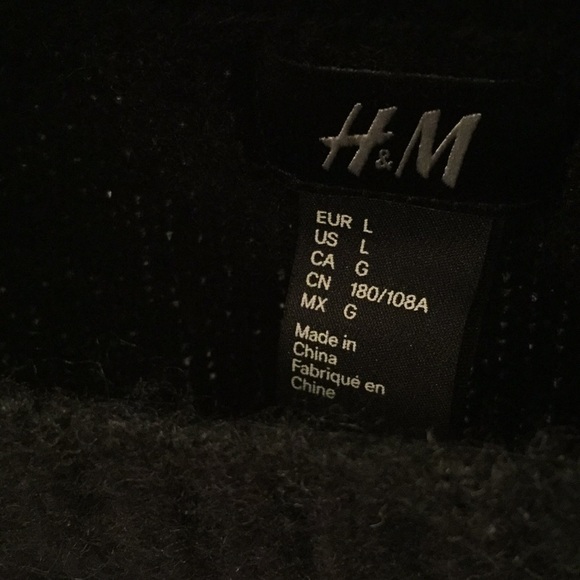 H&M
EUR L
US L
CA G
CN 180/108A
MX G
Made in
China
Fabriqué en
Chine